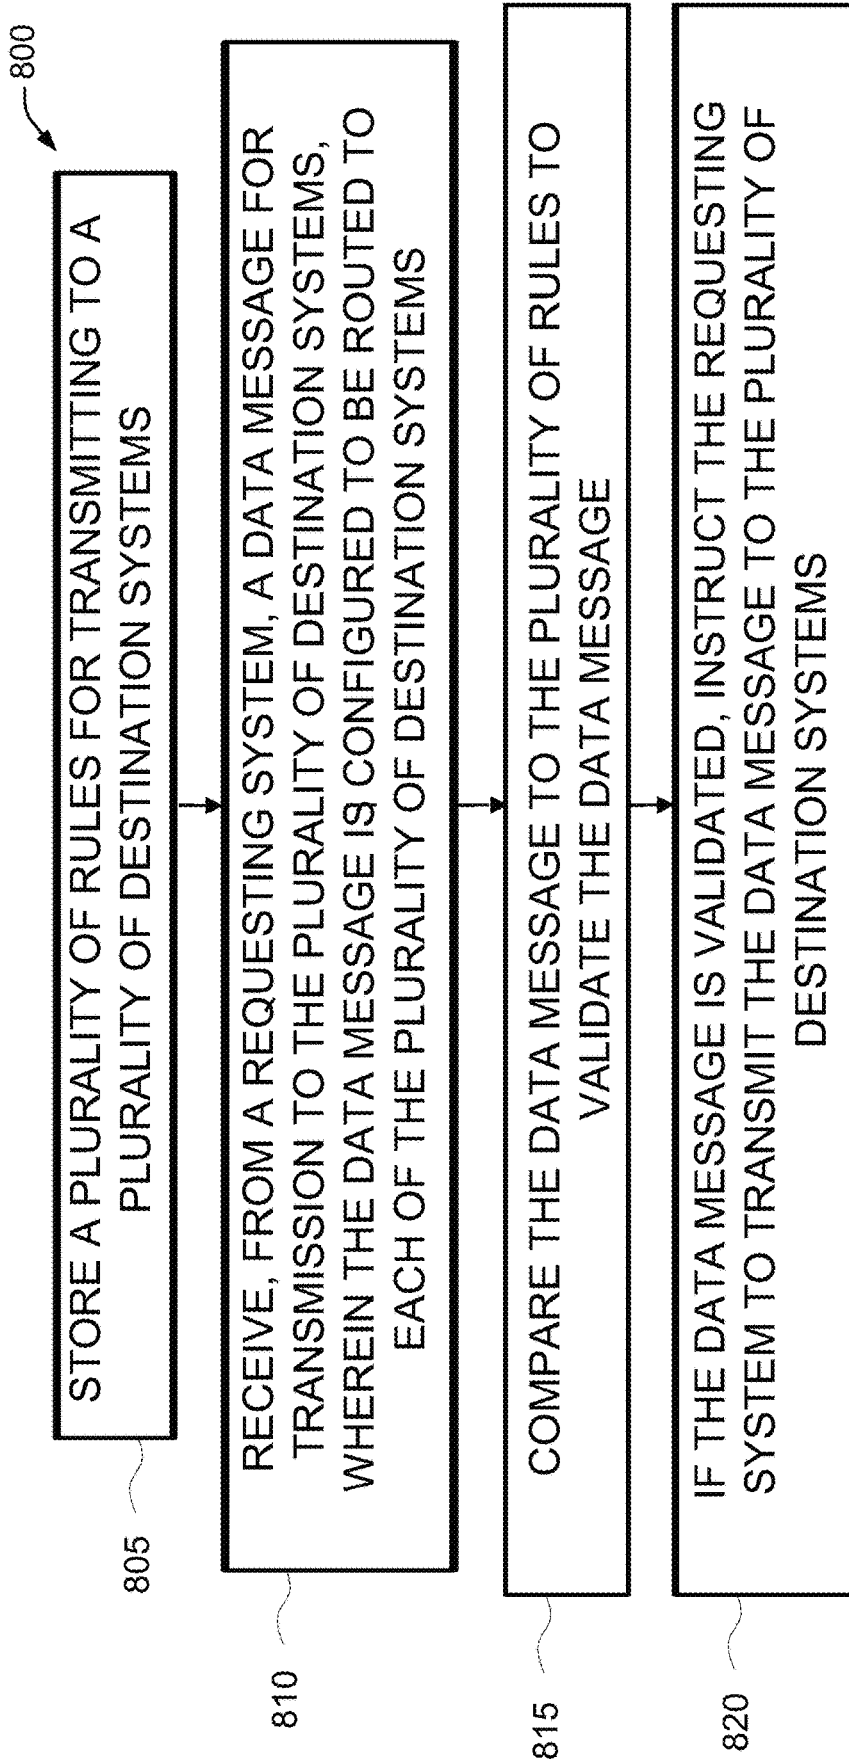 800
STORE A PLURALITY OF RULES FOR TRANSMITTING TO A
PLURALITY OF DESTINATION SYSTEMS
805
RECEIVE, FROM A REQUESTING SYSTEM, A DATA MESSAGE FOR
TRANSMISSION TO THE PLURALITY OF DESTINATION SYSTEMS,
WHEREIN THE DATA MESSAGE IS CONFIGURED TO BE ROUTED TO
EACH OF THE PLURALITY OF DESTINATION SYSTEMS
810
COMPARE THE DATA MESSAGE TO THE PLURALITY OF RULES TO
VALIDATE THE DATA MESSAGE
815
IF THE DATA MESSAGE IS VALIDATED, INSTRUCT THE REQUESTING
SYSTEM TO TRANSMIT THE DATA MESSAGE TO THE PLURALITY OF
DESTINATION SYSTEMS
820